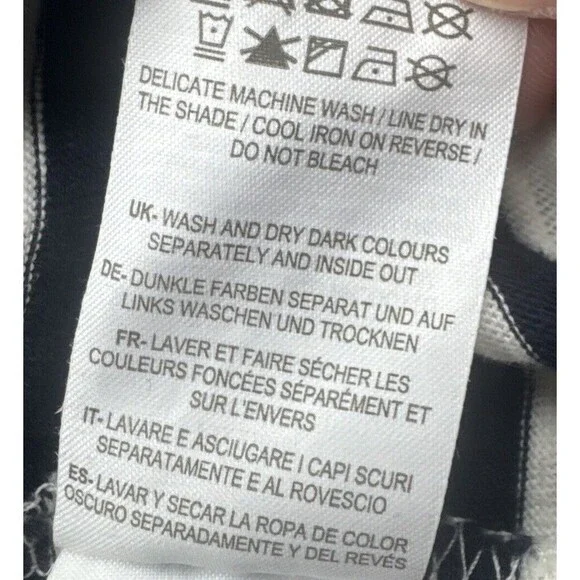 DELICATE MACHINE WASH / LINE DRY IN
THE SHADE / COOL IRON ON REVERSE /
DO NOT BLEACH
UK- WASH AND DRY DARK COLOURS
SEPARATELY AND INSIDE OUT
DE- DUNKLE FARBEN SEPARAT UND AUF
LINKS WASCHEN UND TROCKNEN
FR- LAVER ET FAIRE SÉCHER LES
COULEURS FONCÉES SÉPARÉMENT ET
SUR L'ENVERS
IT- LAVARE E ASCIUGARE I CAPI SCURI
SEPARATAMENTE E AL ROVESCIO
ES- LAVAR Y SECAR LA ROPA DE COLOR
OSCURO SEPARADAMENTE Y DEL REVÉS